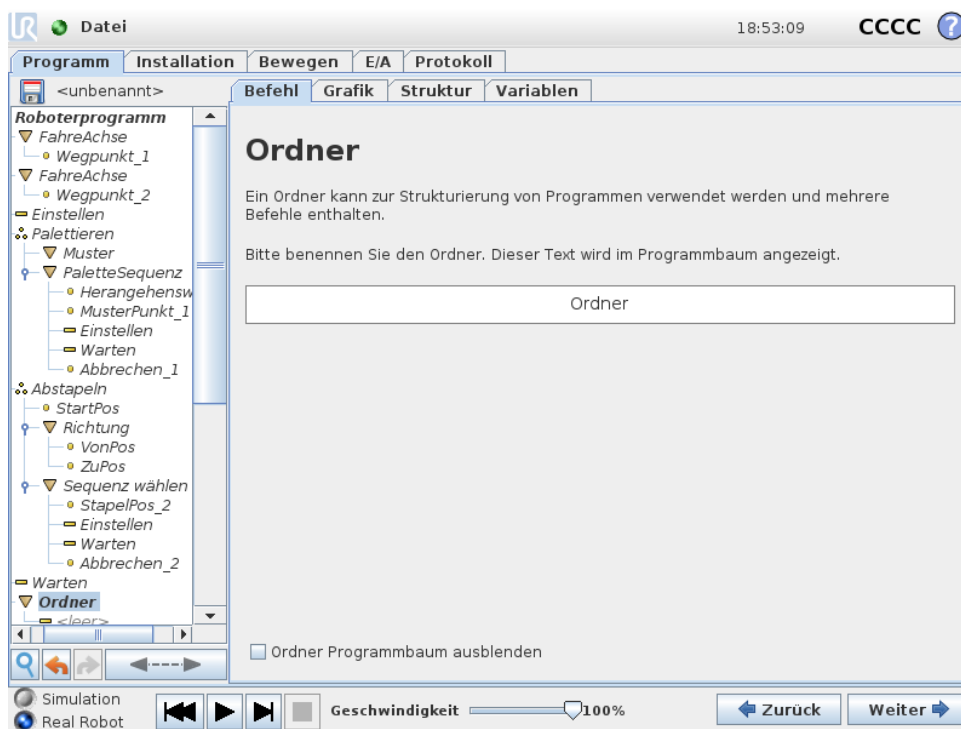 UR Datei 18:53:09 CCCC ?
Programm Installation Bewegen E/A Protokoll
<unbenannt>
Befehl Grafik Struktur Variablen
Roboterprogramm
FahreAchse
Wegpunkt_1
FahreAchse
Wegpunkt_2
Einstellen
Palettieren
Muster
PaletteSequenz
Herangehensw
MusterPunkt_1
Einstellen
Warten
Abbrechen_1
Abstapeln
StartPos
Richtung
VonPos
ZuPos
Sequenz wählen
StapelPos_2
Einstellen
Warten
Abbrechen_2
Warten
Ordner
<leer>
Ordner
Ein Ordner kann zur Strukturierung von Programmen verwendet werden und mehrere
Befehle enthalten.
Bitte benennen Sie den Ordner. Dieser Text wird im Programmbaum angezeigt.
Ordner
Ordner Programmbaum ausblenden
Simulation
Real Robot
Geschwindigkeit 100%
Zurück Weiter